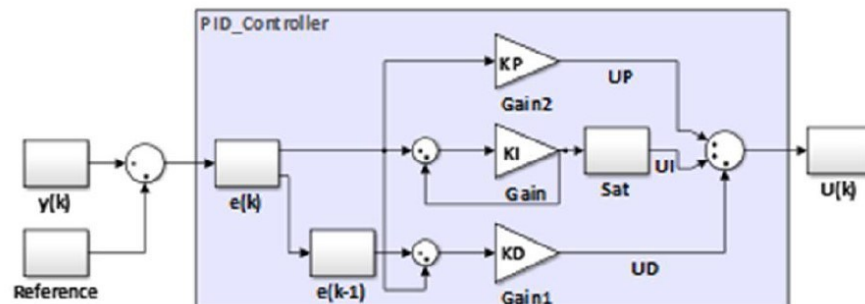 PID_Controller
KP
UP
Gain2
y(k)
e(k)
KI
Gain
Sat
UI
U(k)
Reference
e(k-1)
KD
UD
Gain1